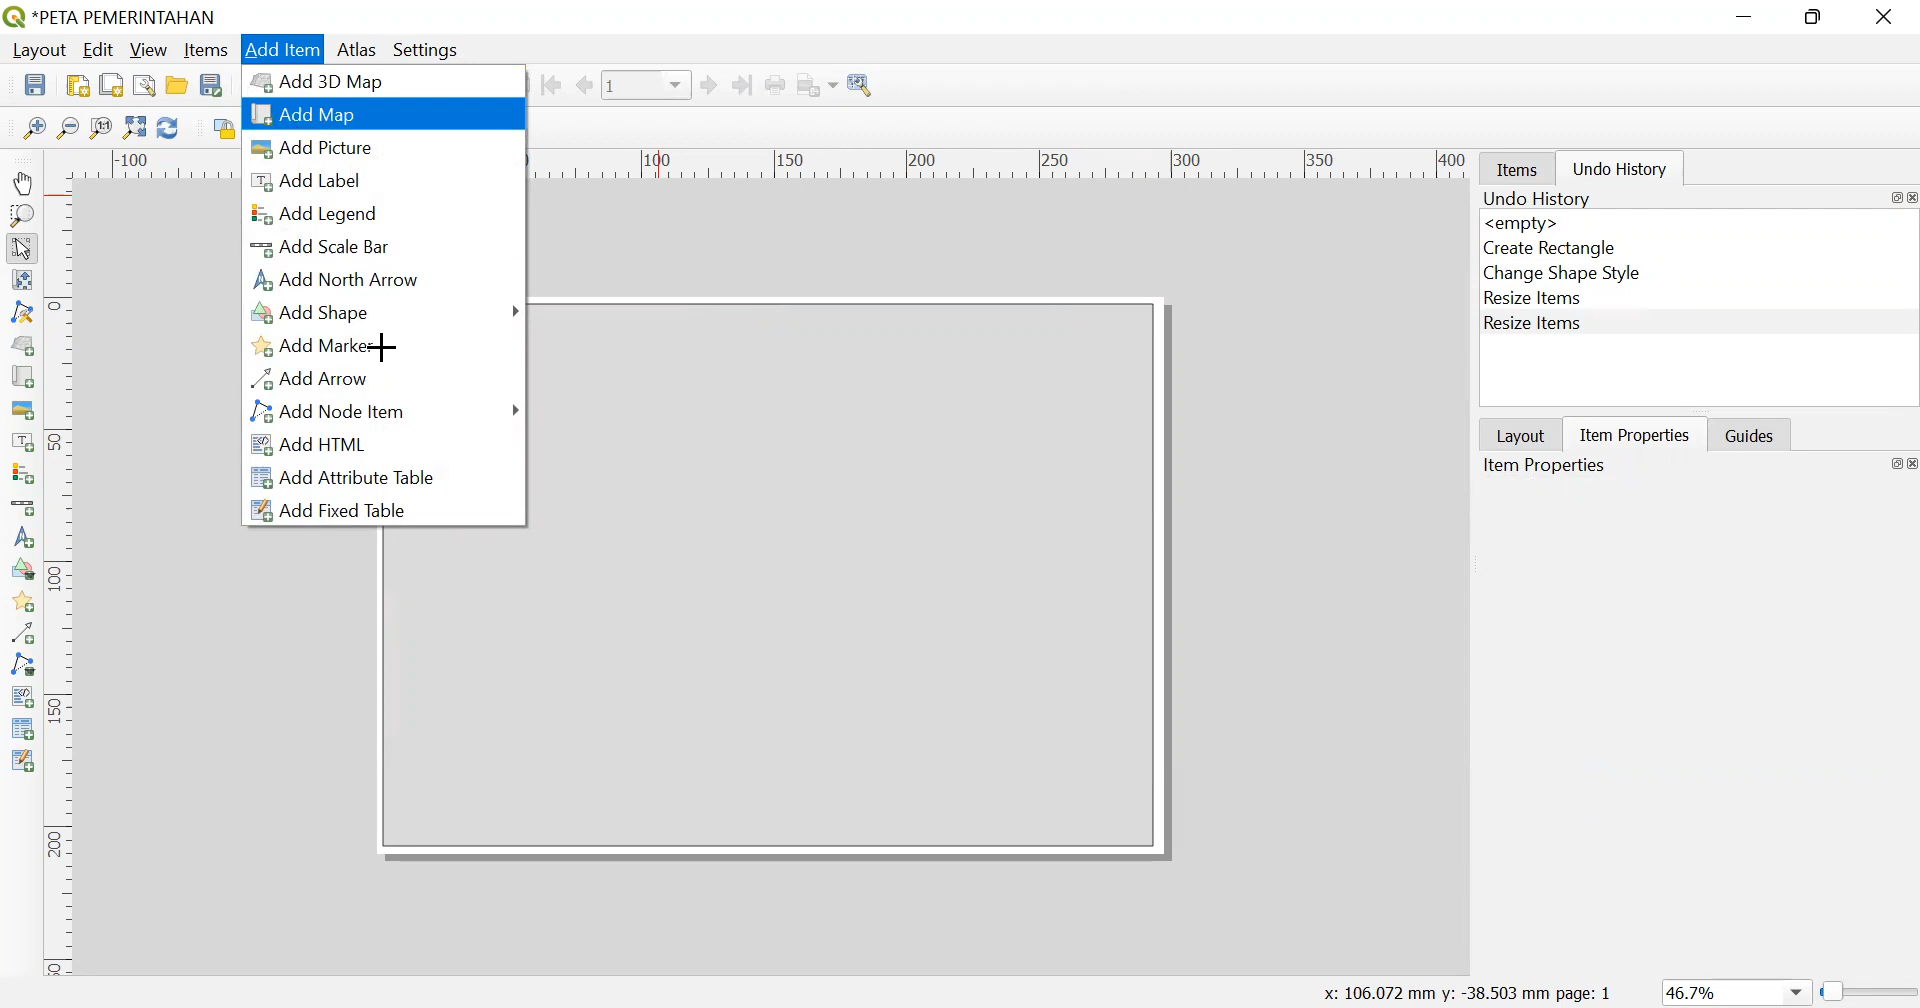 *PETA PEMERINTAHAN
Layout Edit View Items Add Item Atlas Settings
1
Add 3D Map
Add Map
Add Picture
Add Label
Add Legend
Add Scale Bar
Add North Arrow
Add Shape
Add Marker
Add Arrow
Add Node Item
Add HTML
Add Attribute Table
Add Fixed Table
-100 100 150 200 250 300 350 400
0
50
100
150
200
Items Undo History
Undo History
<empty>
Create Rectangle
Change Shape Style
Resize Items
Resize Items
Layout Item Properties Guides
Item Properties
x: 106.072 mm y: -38.503 mm page: 1 46.7%